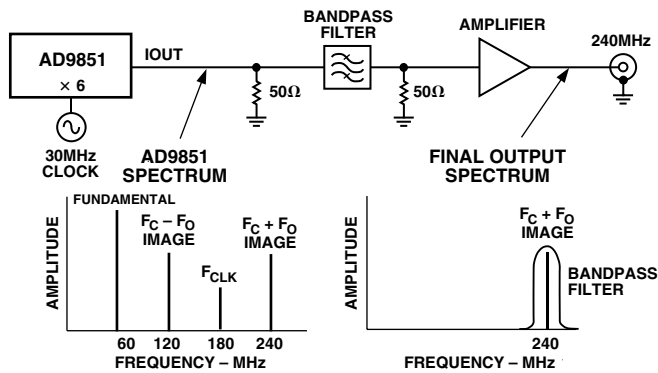 AD9851
× 6
IOUT
30MHz
CLOCK
50Ω
BANDPASS
FILTER
50Ω
AMPLIFIER
240MHz
AD9851
SPECTRUM
FINAL OUTPUT
SPECTRUM
AMPLITUDE
FUNDAMENTAL
FC – FO
IMAGE
FCLK
FC + FO
IMAGE
60 120 180 240
FREQUENCY – MHz
AMPLITUDE
FC + FO
IMAGE
BANDPASS
FILTER
240
FREQUENCY – MHz